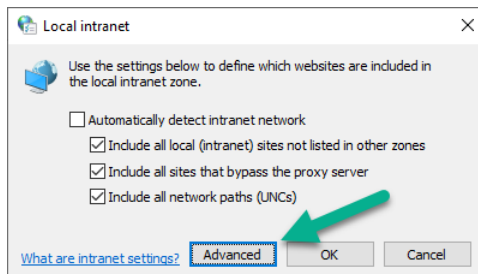 Local intranet
Use the settings below to define which websites are included in
the local intranet zone.
Automatically detect intranet network
Include all local (intranet) sites not listed in other zones
Include all sites that bypass the proxy server
Include all network paths (UNCs)
What are intranet settings? Advanced OK Cancel